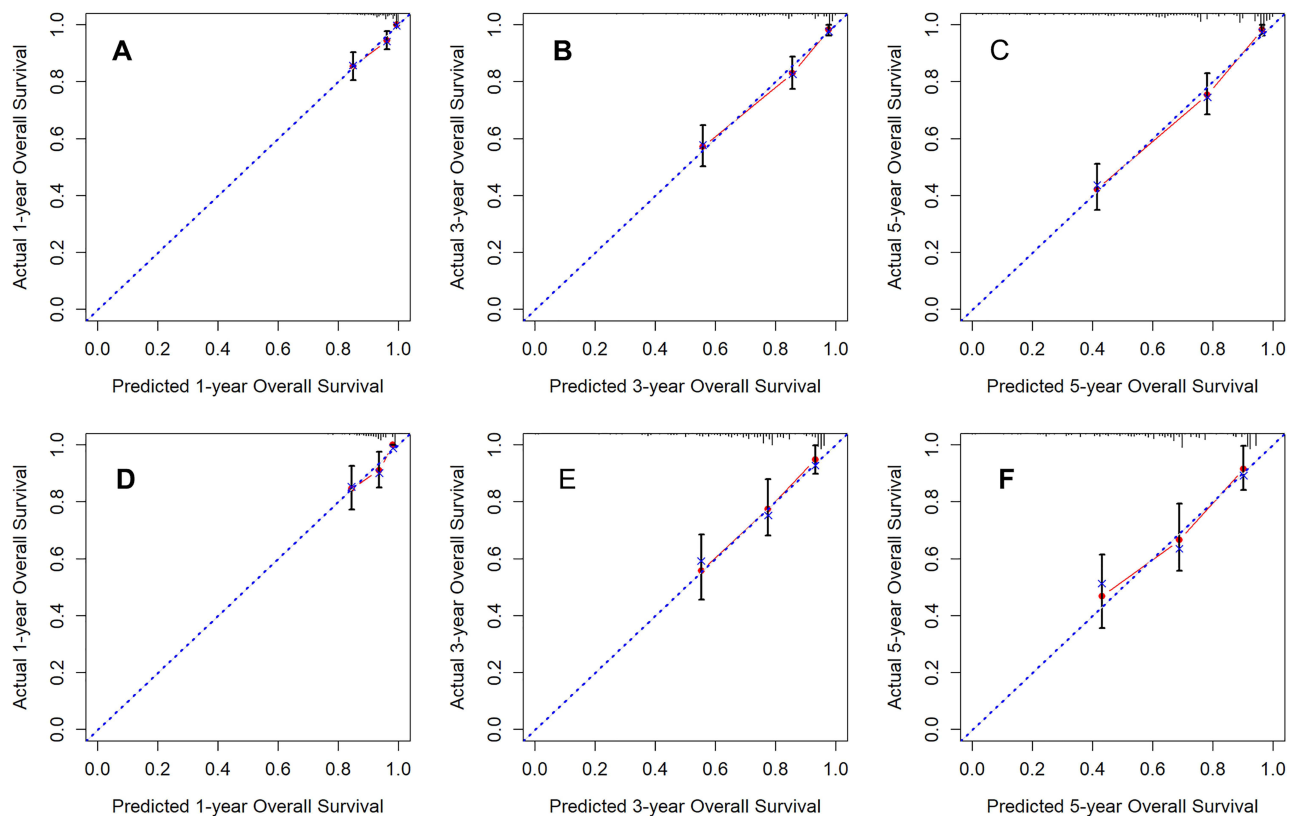 A
Actual 1-year Overall Survival
0.0 0.2 0.4 0.6 0.8 1.0
0.0 0.2 0.4 0.6 0.8 1.0
Predicted 1-year Overall Survival
B
Actual 3-year Overall Survival
0.0 0.2 0.4 0.6 0.8 1.0
0.0 0.2 0.4 0.6 0.8 1.0
Predicted 3-year Overall Survival
C
Actual 5-year Overall Survival
0.0 0.2 0.4 0.6 0.8 1.0
0.0 0.2 0.4 0.6 0.8 1.0
Predicted 5-year Overall Survival
D
Actual 1-year Overall Survival
0.0 0.2 0.4 0.6 0.8 1.0
0.0 0.2 0.4 0.6 0.8 1.0
Predicted 1-year Overall Survival
E
Actual 3-year Overall Survival
0.0 0.2 0.4 0.6 0.8 1.0
0.0 0.2 0.4 0.6 0.8 1.0
Predicted 3-year Overall Survival
F
Actual 5-year Overall Survival
0.0 0.2 0.4 0.6 0.8 1.0
0.0 0.2 0.4 0.6 0.8 1.0
Predicted 5-year Overall Survival